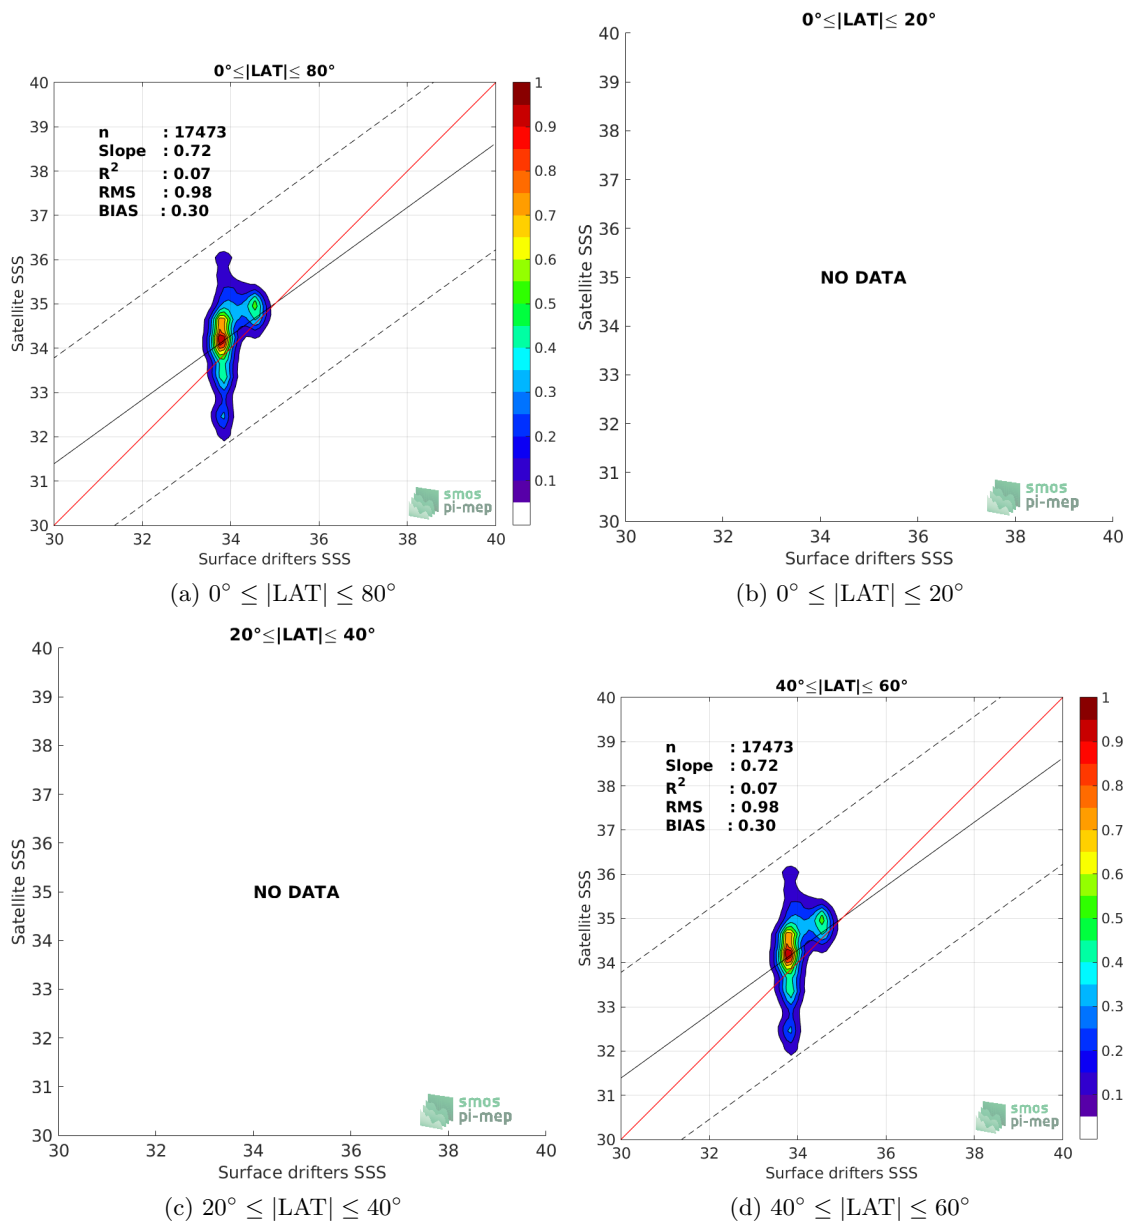 0°≤|LAT|≤ 80°
40
39
38
37
36
35
34
33
32
31
30
Satellite SSS
n : 17473
Slope : 0.72
R2 : 0.07
RMS : 0.98
BIAS : 0.30
1
0.9
0.8
0.7
0.6
0.5
0.4
0.3
0.2
0.1
smos
pi-mep
30 32 34 36 38 40
Surface drifters SSS
(a) 0° ≤ |LAT| ≤ 80°
0°≤|LAT|≤ 20°
40
39
38
37
36
35
34
33
32
31
30
Satellite SSS
NO DATA
smos
pi-mep
30 32 34 36 38 40
Surface drifters SSS
(b) 0° ≤ |LAT| ≤ 20°
20°≤|LAT|≤ 40°
40
39
38
37
36
35
34
33
32
31
30
Satellite SSS
NO DATA
smos
pi-mep
30 32 34 36 38 40
Surface drifters SSS
(c) 20° ≤ |LAT| ≤ 40°
40°≤|LAT|≤ 60°
40
39
38
37
36
35
34
33
32
31
30
Satellite SSS
n : 17473
Slope : 0.72
R2 : 0.07
RMS : 0.98
BIAS : 0.30
1
0.9
0.8
0.7
0.6
0.5
0.4
0.3
0.2
0.1
smos
pi-mep
30 32 34 36 38 40
Surface drifters SSS
(d) 40° ≤ |LAT| ≤ 60°